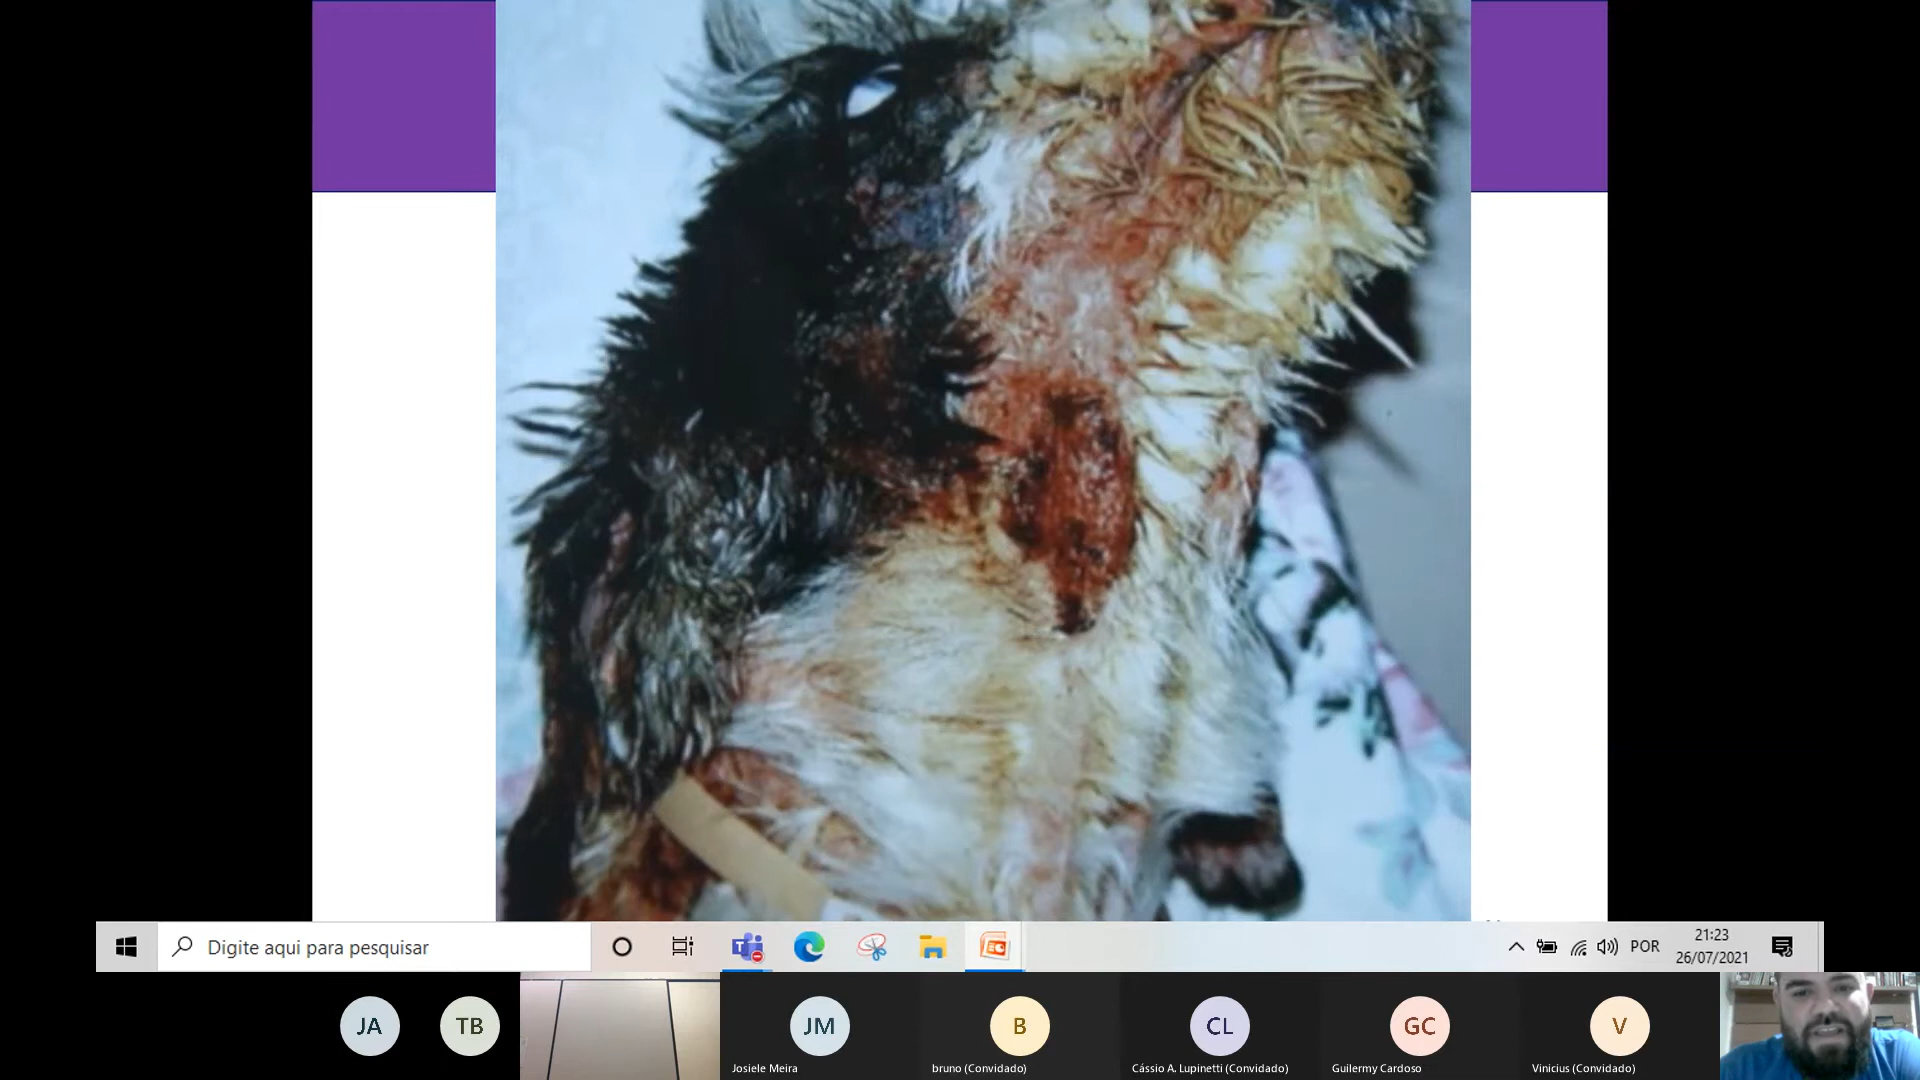 Digite aqui para pesquisar
POR
21:23
26/07/2021
JA
TB
JM
B
CL
GC
V
Josiele Meira
bruno (Convidado)
Cássio A. Lupinetti (Convidado)
Guilermy Cardoso
Vinicius (Convidado)